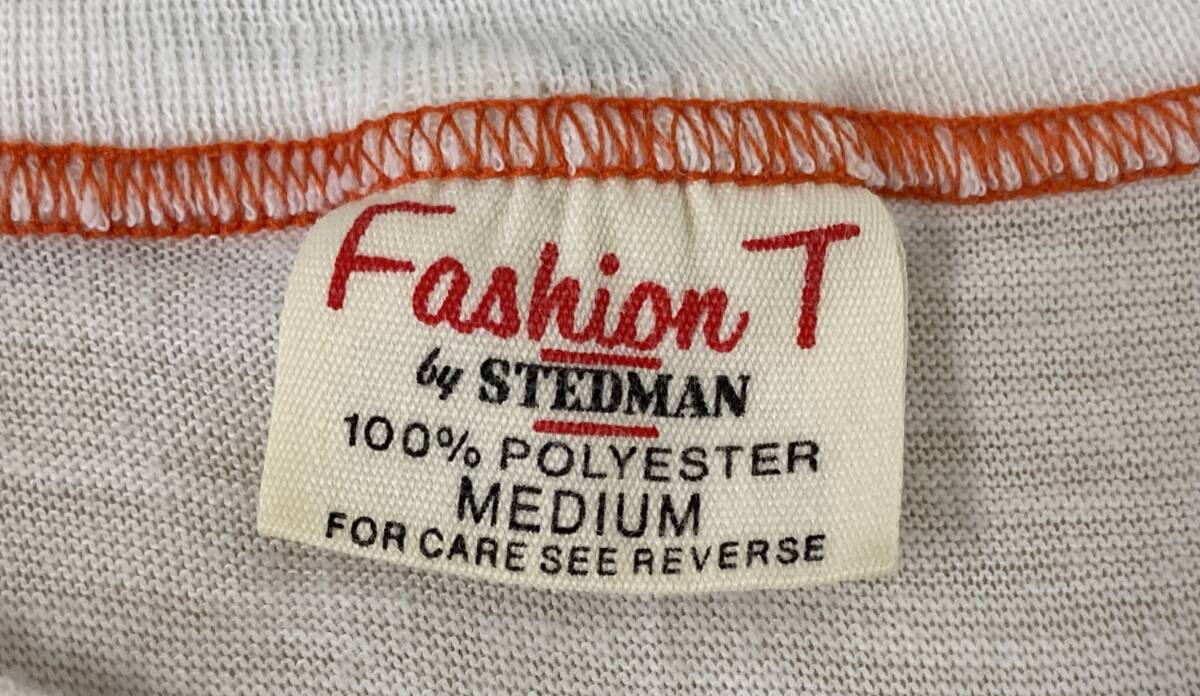 Fashion T
by STEDMAN
100% POLYESTER
MEDIUM
FOR CARE SEE REVERSE